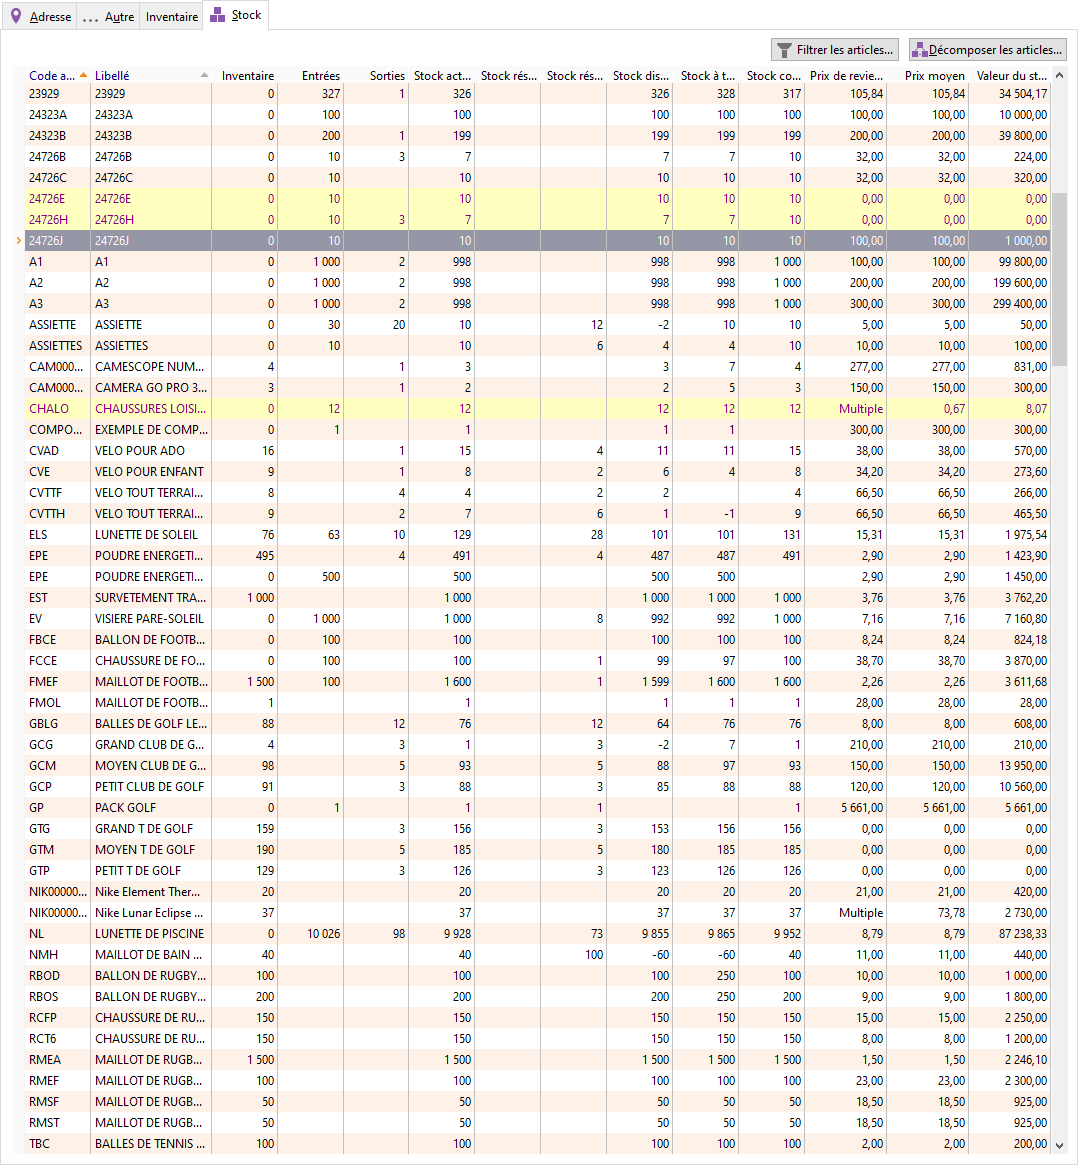 Adresse ... Autre Inventaire Stock
Filtrer les articles... Décomposer les articles...
Code a... Libellé Inventaire Entrées Sorties Stock act... Stock rés... Stock rés... Stock dis... Stock à t... Stock co... Prix de revie... Prix moyen Valeur du st...
23929 23929 0 327 1 326 326 328 317 105,84 105,84 34 504,17
24323A 24323A 0 100 100 100 100 100 100,00 100,00 10 000,00
24323B 24323B 0 200 1 199 199 199 199 200,00 200,00 39 800,00
24726B 24726B 0 10 3 7 7 7 10 32,00 32,00 224,00
24726C 24726C 0 10 10 10 10 10 32,00 32,00 320,00
24726E 24726E 0 10 10 10 10 10 0,00 0,00 0,00
24726H 24726H 0 10 3 7 7 7 10 0,00 0,00 0,00
24726J 24726J 0 10 10 10 10 10 100,00 100,00 1 000,00
A1 A1 0 1 000 2 998 998 998 1 000 100,00 100,00 99 800,00
A2 A2 0 1 000 2 998 998 998 1 000 200,00 200,00 199 600,00
A3 A3 0 1 000 2 998 998 998 1 000 300,00 300,00 299 400,00
ASSIETTE ASSIETTE 0 30 20 10 12 -2 10 10 5,00 5,00 50,00
ASSIETTES ASSIETTES 0 10 10 6 4 4 10 10,00 10,00 100,00
CAM000... CAMESCOPE NUM... 4 1 3 3 7 4 277,00 277,00 831,00
CAM000... CAMERA GO PRO 3... 3 1 2 2 5 3 150,00 150,00 300,00
CHALO CHAUSSURES LOISI... 0 12 12 12 12 12 Multiple 0,67 8,07
COMPO... EXEMPLE DE COMP... 0 1 1 1 1 300,00 300,00 300,00
CVAD VELO POUR ADO 16 1 15 4 11 11 15 38,00 38,00 570,00
CVE VELO POUR ENFANT 9 1 8 2 6 4 8 34,20 34,20 273,60
CVTTF VELO TOUT TERRAI... 8 4 4 2 2 4 66,50 66,50 266,00
CVTTH VELO TOUT TERRAI... 9 2 7 6 1 -1 9 66,50 66,50 465,50
ELS LUNETTE DE SOLEIL 76 63 10 129 28 101 101 131 15,31 15,31 1 975,54
EPE POUDRE ENERGETI... 495 4 491 4 487 487 491 2,90 2,90 1 423,90
EPE POUDRE ENERGETI... 0 500 500 500 500 2,90 2,90 1 450,00
EST SURVETEMENT TRA... 1 000 1 000 1 000 1 000 1 000 3,76 3,76 3 762,20
EV VISIERE PARE-SOLEIL 0 1 000 1 000 8 992 992 1 000 7,16 7,16 7 160,80
FBCE BALLON DE FOOTB... 0 100 100 100 100 100 8,24 8,24 824,18
FCCE CHAUSSURE DE FO... 0 100 100 1 99 97 100 38,70 38,70 3 870,00
FMEF MAILLOT DE FOOTB... 1 500 100 1 600 1 1 599 1 600 1 600 2,26 2,26 3 611,68
FMOL MAILLOT DE FOOTB... 1 1 1 1 1 28,00 28,00 28,00
GBLG BALLES DE GOLF LE... 88 12 76 12 64 76 76 8,00 8,00 608,00
GCG GRAND CLUB DE G... 4 3 1 3 -2 7 1 210,00 210,00 210,00
GCM MOYEN CLUB DE G... 98 5 93 5 88 97 93 150,00 150,00 13 950,00
GCP PETIT CLUB DE GOLF 91 3 88 3 85 88 88 120,00 120,00 10 560,00
GP PACK GOLF 0 1 1 1 1 5 661,00 5 661,00 5 661,00
GTG GRAND T DE GOLF 159 3 156 3 153 156 156 0,00 0,00 0,00
GTM MOYEN T DE GOLF 190 5 185 5 180 185 185 0,00 0,00 0,00
GTP PETIT T DE GOLF 129 3 126 3 123 126 126 0,00 0,00 0,00
NIK00000... Nike Element Ther... 20 20 20 20 20 21,00 21,00 420,00
NIK00000... Nike Lunar Eclipse ... 37 37 37 37 37 Multiple 73,78 2 730,00
NL LUNETTE DE PISCINE 0 10 026 98 9 928 73 9 855 9 865 9 952 8,79 8,79 87 238,33
NMH MAILLOT DE BAIN ... 40 40 100 -60 -60 40 11,00 11,00 440,00
RBOD BALLON DE RUGBY... 100 100 100 250 100 10,00 10,00 1 000,00
RBOS BALLON DE RUGBY... 200 200 200 250 200 9,00 9,00 1 800,00
RCFP CHAUSSURE DE RU... 150 150 150 150 150 15,00 15,00 2 250,00
RCT6 CHAUSSURE DE RU... 150 150 150 150 150 8,00 8,00 1 200,00
RMEA MAILLOT DE RUGB... 1 500 1 500 1 500 1 500 1 500 1,50 1,50 2 246,10
RMEF MAILLOT DE RUGB... 100 100 100 100 100 23,00 23,00 2 300,00
RMSF MAILLOT DE RUGB... 50 50 50 50 50 18,50 18,50 925,00
RMST MAILLOT DE RUGB... 50 50 50 50 50 18,50 18,50 925,00
TBC BALLES DE TENNIS ... 100 100 100 100 100 2,00 2,00 200,00